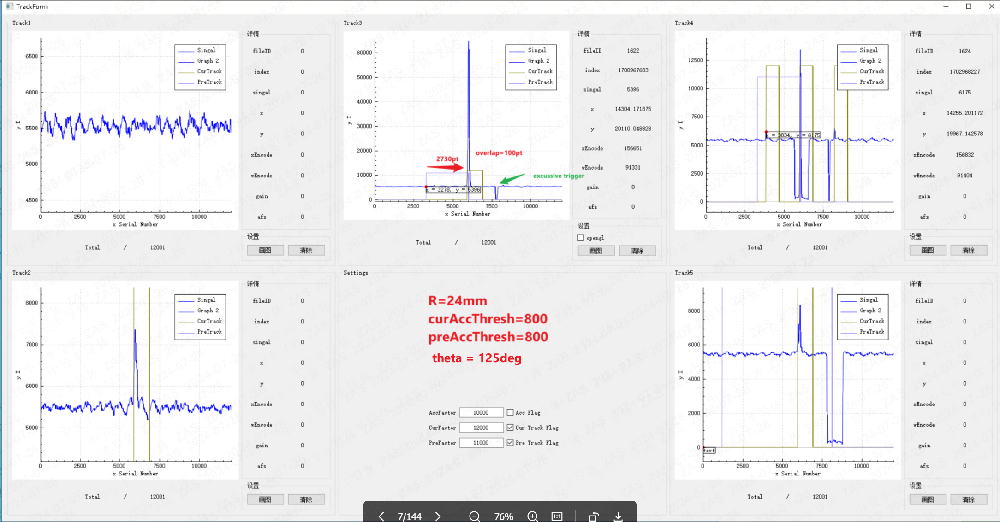 TrackForm
Track1
6500
6000
5500
5000
4500
y I
0 2500 5000 7500 10000
x Serial Number
Singal
Graph 2
CurTrack
PreTrack
Total / 12001
详情
fileID 0
index 0
singal 0
x 0
y 0
xEncode 0
wEncode 0
gain 0
afs 0
设置
画图 清除
Track3
60000
50000
40000
30000
20000
10000
0
y I
0 2500 5000 7500 10000
x Serial Number
Singal
Graph 2
CurTrack
PreTrack
overlap=100pt
2730pt
excussive trigger
x = 3278, y = 5396
Total / 12001
详情
fileID 1622
index 1700967683
singal 5396
x 14304.171875
y 20110.048828
xEncode 156651
wEncode 91331
gain 0
afs 0
设置
opengl
画图 清除
Track4
12500
10000
7500
5000
2500
0
y I
0 2500 5000 7500 10000
x Serial Number
Singal
Graph 2
CurTrack
PreTrack
x = 3834, y = 6175
Total / 12001
详情
fileID 1624
index 1702968227
singal 6175
x 14255.201172
y 19967.142578
xEncode 156832
wEncode 91404
gain 0
afs 0
设置
画图 清除
Track2
8000
7000
6000
5000
y I
0 2500 5000 7500 10000
x Serial Number
Singal
Graph 2
CurTrack
PreTrack
Total / 12001
详情
fileID 0
index 0
singal 0
x 0
y 0
xEncode 0
wEncode 0
gain 0
afs 0
设置
画图 清除
Settings
R=24mm
curAccThresh=800
preAccThresh=800
theta = 125deg
AccFactor 10000 Acc Flag
CurFactor 12000 Cur Track Flag
PreFactor 11000 Pre Track Flag
Track5
8000
6000
4000
2000
0
y I
text
0 2500 5000 7500 10000
x Serial Number
Singal
Graph 2
CurTrack
PreTrack
Total / 12001
详情
fileID 0
index 0
singal 0
x 0
y 0
xEncode 0
wEncode 0
gain 0
afs 0
设置
画图 清除
7/144 76% 1:1
ZAS 2024-07-26